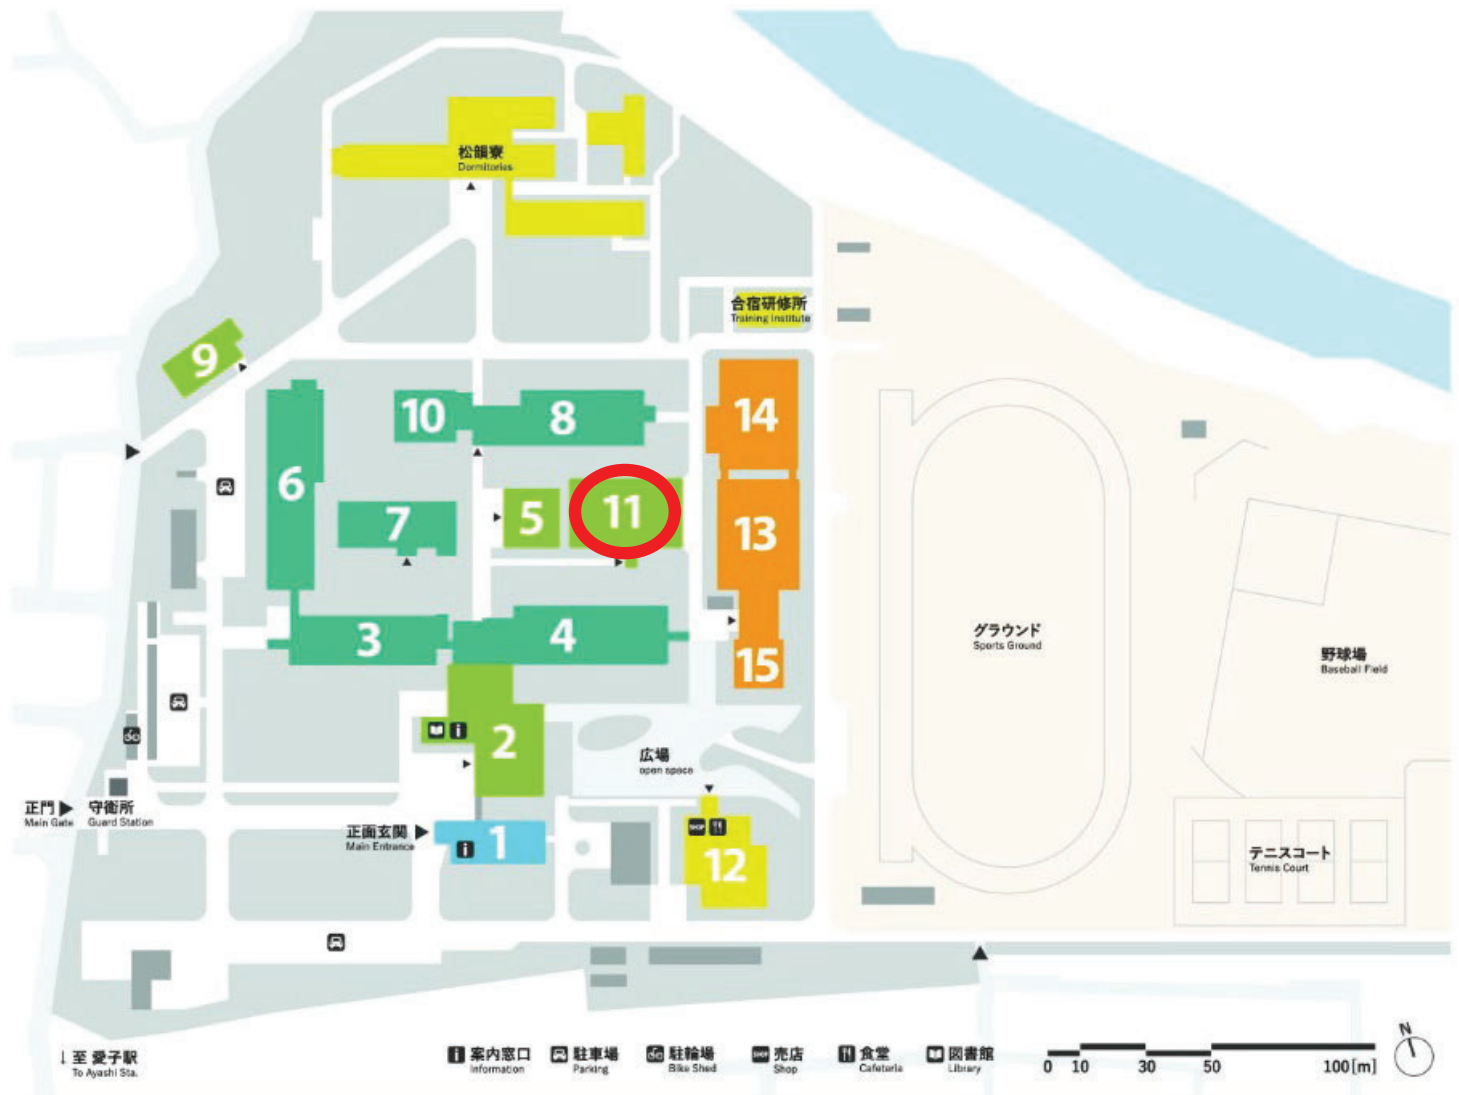 松韻寮
Dormitories
合宿研修所
Training Institute
9
14
10
8
6
11
5
7
13
3
4
15
グラウンド
Sports Ground
野球場
Baseball Field
2
広場
open space
正門
Main Gate
守衛所
Guard Station
正面玄関
Main Entrance
1
SHOP
12
テニスコート
Tennis Court
↓至 愛子駅
To Ayashi Sta.
案内窓口
Information
駐車場
Parking
駐輪場
Bike Shed
SHOP
売店
Shop
食堂
Cafeteria
図書館
Library
0 10 30 50 100[m]
N